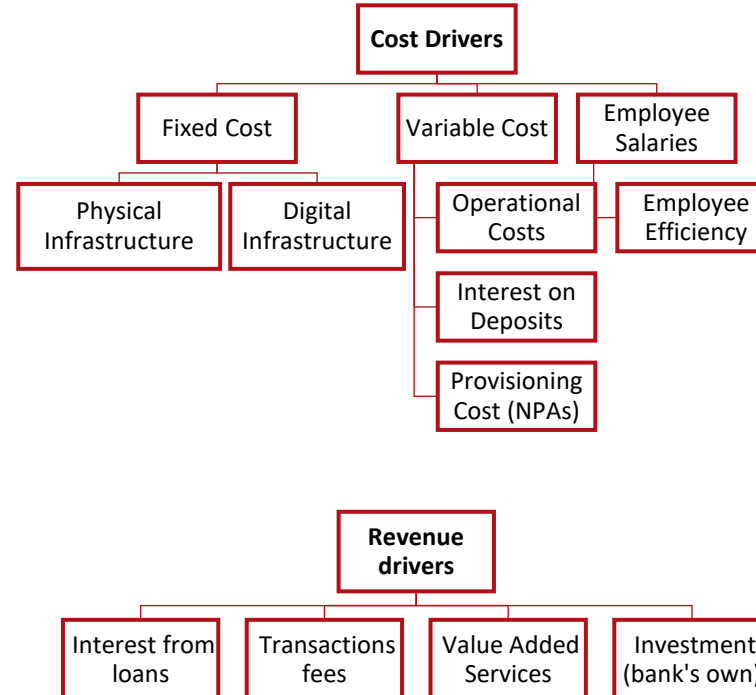 Cost Drivers
Fixed Cost
Variable Cost
Employee
Salaries
Physical
Infrastructure
Digital
Infrastructure
Operational
Costs
Employee
Efficiency
Interest on
Deposits
Provisioning
Cost (NPAs)
Revenue
drivers
Interest from
loans
Transactions
fees
Value Added
Services
Investment
(bank's own)